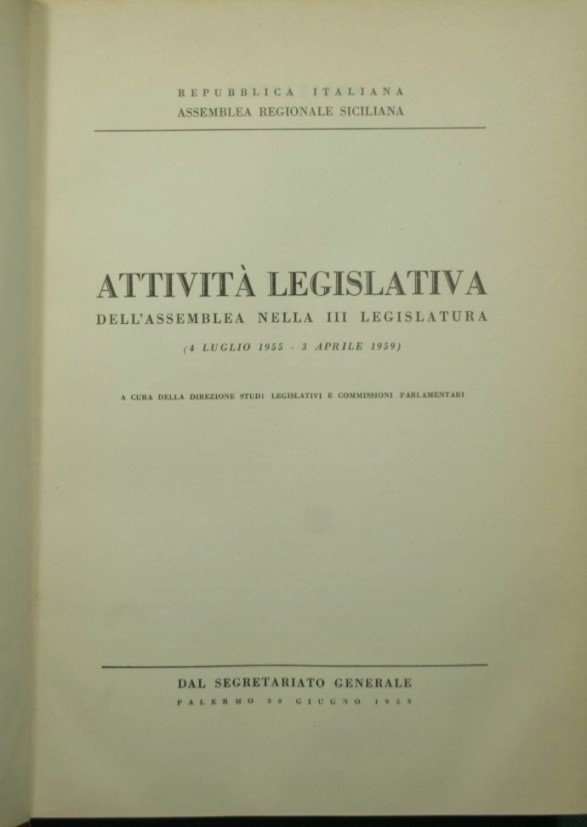 REPUBBLICA ITALIANA
ASSEMBLEA REGIONALE SICILIANA
ATTIVITÀ LEGISLATIVA
DELL'ASSEMBLEA NELLA III LEGISLATURA
(4 LUGLIO 1955 - 3 APRILE 1959)
A CURA DELLA DIREZIONE STUDI LEGISLATIVI E COMMISSIONI PARLAMENTARI
DAL SEGRETARIATO GENERALE
PALERMO 30 GIUGNO 1959